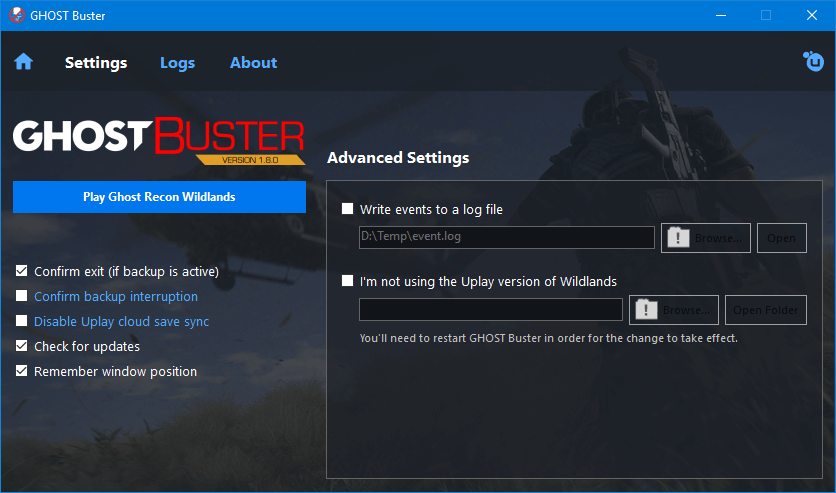 GHOST Buster
Settings Logs About
GHOSTBUSTER
VERSION 1.8.0
Play Ghost Recon Wildlands
Confirm exit (if backup is active)
Confirm backup interruption
Disable Uplay cloud save sync
Check for updates
Remember window position
Advanced Settings
Write events to a log file
D:\Temp\event.log Browse... Open
I'm not using the Uplay version of Wildlands
Browse... Open Folder
You'll need to restart GHOST Buster in order for the change to take effect.